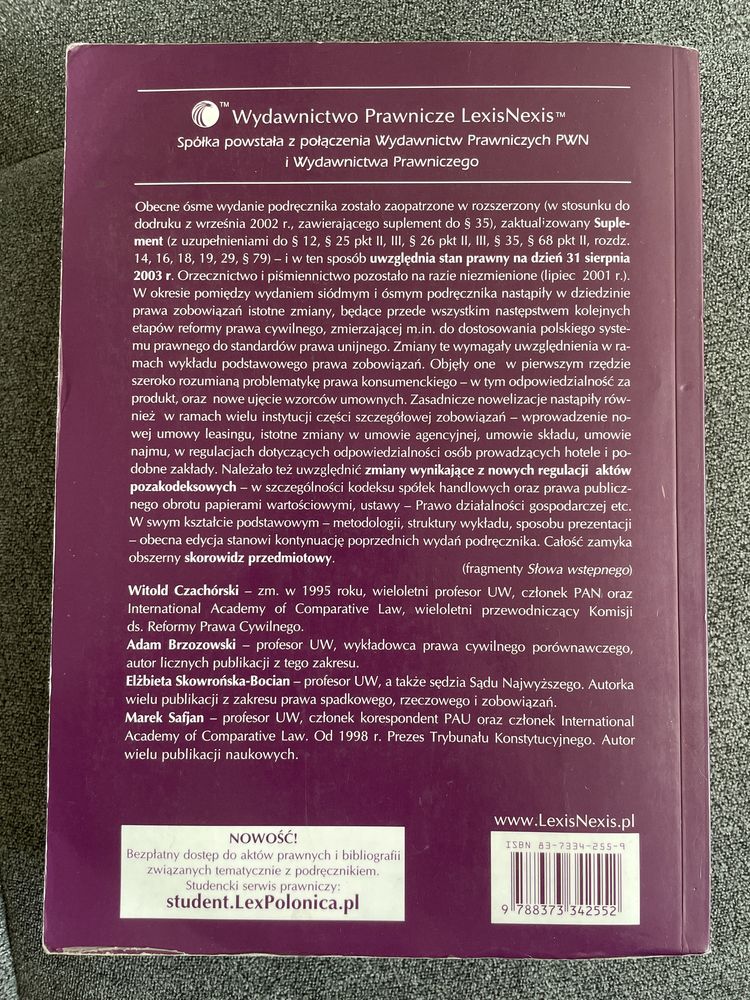 ™ Wydawnictwo Prawnicze LexisNexis™
Spółka powstała z połączenia Wydawnictw Prawniczych PWN
i Wydawnictwa Prawniczego
Obecne ósme wydanie podręcznika zostało zaopatrzone w rozszerzony (w stosunku do
dodruku z września 2002 r., zawierającego suplement do § 35), zaktualizowany Suple-
ment (z uzupełnieniami do § 12, § 25 pkt II, III, § 26 pkt II, III, § 35, § 68 pkt II, rozdz.
14, 16, 18, 19, 29, § 79) – i w ten sposób uwzględnia stan prawny na dzień 31 sierpnia
2003 r. Orzecznictwo i piśmiennictwo pozostało na razie niezmienione (lipiec 2001 r.).
W okresie pomiędzy wydaniem siódmym i ósmym podręcznika nastąpiły w dziedzinie
prawa zobowiązań istotne zmiany, będące przede wszystkim następstwem kolejnych
etapów reformy prawa cywilnego, zmierzającej m.in. do dostosowania polskiego syste-
mu prawnego do standardów prawa unijnego. Zmiany te wymagały uwzględnienia w ra-
mach wykładu podstawowego prawa zobowiązań. Objęły one w pierwszym rzędzie
szeroko rozumianą problematykę prawa konsumenckiego – w tym odpowiedzialność za
produkt, oraz nowe ujęcie wzorców umownych. Zasadnicze nowelizacje nastąpiły rów-
nież w ramach wielu instytucji części szczegółowej zobowiązań – wprowadzenie no-
wej umowy leasingu, istotne zmiany w umowie agencyjnej, umowie składu, umowie
najmu, w regulacjach dotyczących odpowiedzialności osób prowadzących hotele i po-
dobne zakłady. Należało też uwzględnić zmiany wynikające z nowych regulacji aktów
pozakodeksowych – w szczególności kodeksu spółek handlowych oraz prawa publicz-
nego obrotu papierami wartościowymi, ustawy – Prawo działalności gospodarczej etc.
W swym kształcie podstawowym – metodologii, struktury wykładu, sposobu prezentacji
– obecna edycja stanowi kontynuację poprzednich wydań podręcznika. Całość zamyka
obszerny skorowidz przedmiotowy.
(fragmenty Słowa wstępnego)
Witold Czachórski – zm. w 1995 roku, wieloletni profesor UW, członek PAN oraz
International Academy of Comparative Law, wieloletni przewodniczący Komisji
ds. Reformy Prawa Cywilnego.
Adam Brzozowski – profesor UW, wykładowca prawa cywilnego porównawczego,
autor licznych publikacji z tego zakresu.
Elżbieta Skowrońska-Bocian – profesor UW, a także sędzia Sądu Najwyższego. Autorka
wielu publikacji z zakresu prawa spadkowego, rzeczowego i zobowiązań.
Marek Safjan – profesor UW, członek korespondent PAU oraz członek International
Academy of Comparative Law. Od 1998 r. Prezes Trybunału Konstytucyjnego. Autor
wielu publikacji naukowych.
www.LexisNexis.pl
NOWOŚĆ!
Bezpłatny dostęp do aktów prawnych i bibliografii
związanych tematycznie z podręcznikiem.
Studencki serwis prawniczy:
student.LexPolonica.pl
ISBN 83-7334-255-9
9 788373 342552